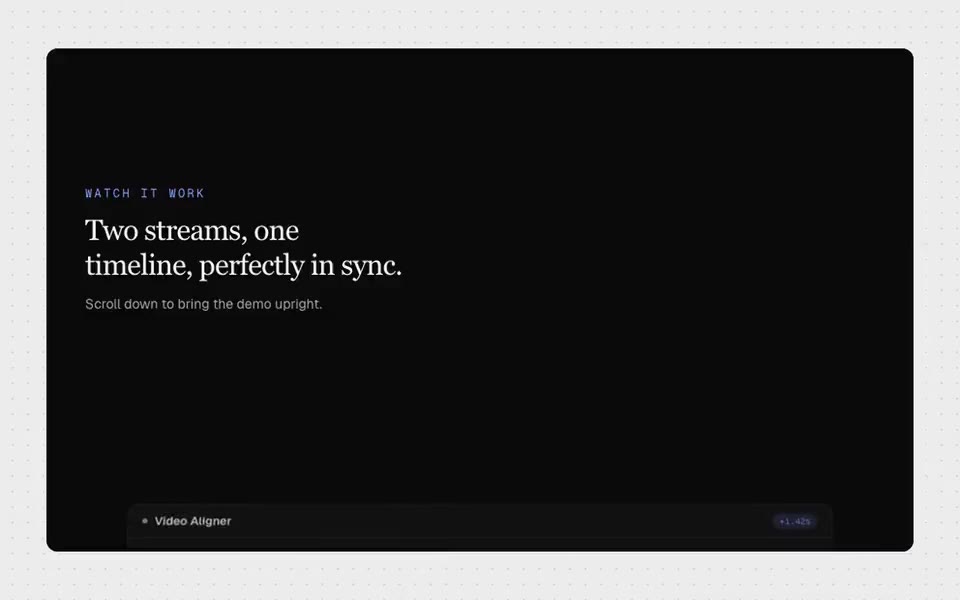 WATCH IT WORK
Two streams, one
timeline, perfectly in sync.
Scroll down to bring the demo upright.
Video Aligner
+1.42s